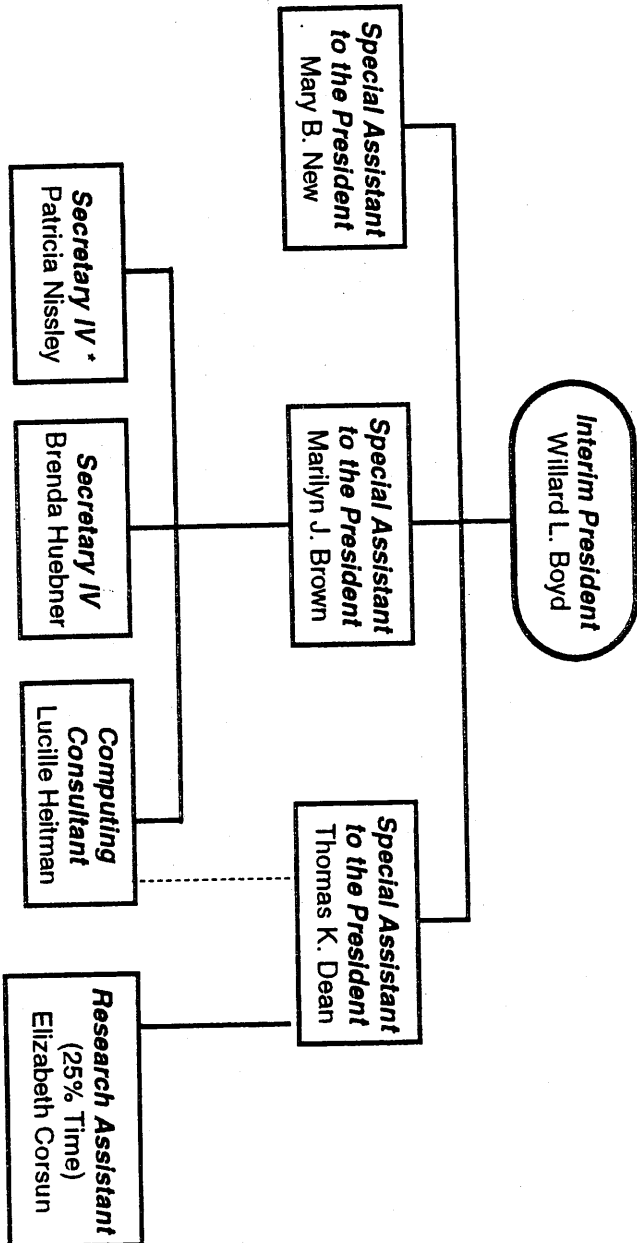 Interim President
Willard L. Boyd
Special Assistant
to the President
Mary B. New
Special Assistant
to the President
Marilyn J. Brown
Special Assistant
to the President
Thomas K. Dean
Secretary IV *
Patricia Nissley
Secretary IV
Brenda Huebner
Computing
Consultant
Lucille Heitman
Research Assistant
(25% Time)
Elizabeth Corsun